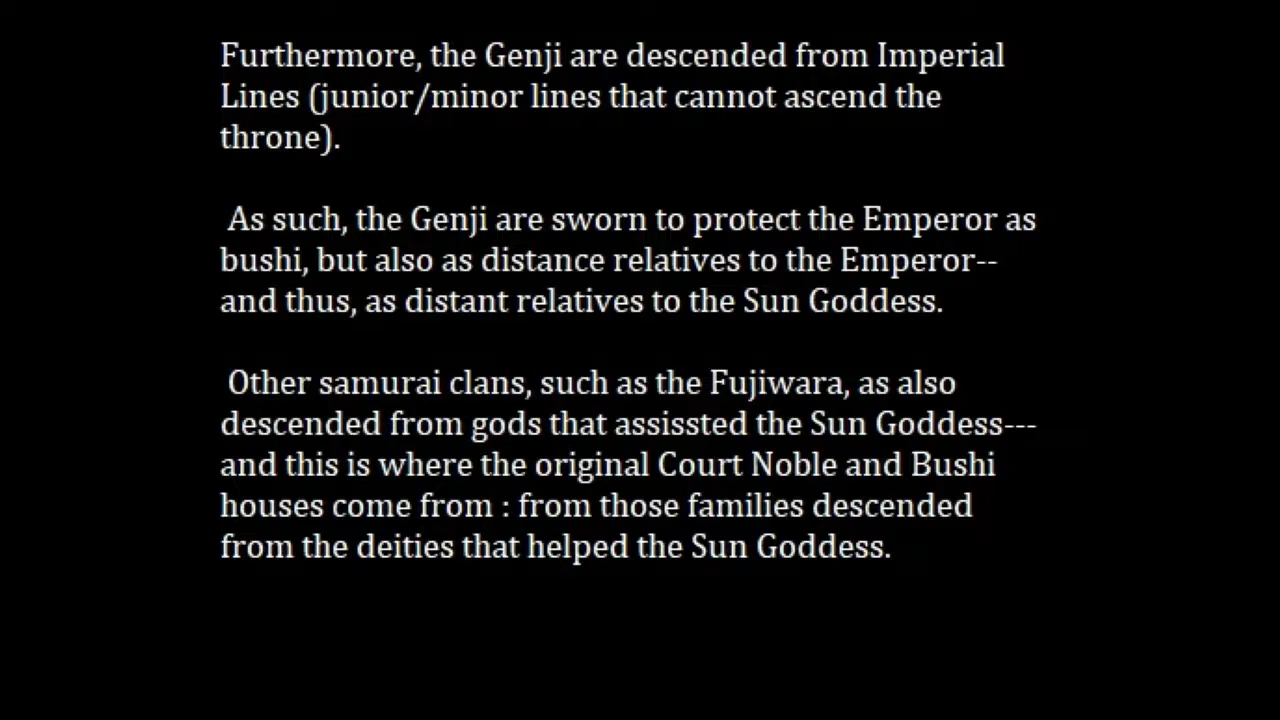 Furthermore, the Genji are descended from Imperial
Lines (junior/minor lines that cannot ascend the
throne).
As such, the Genji are sworn to protect the Emperor as
bushi, but also as distance relatives to the Emperor--
and thus, as distant relatives to the Sun Goddess.
Other samurai clans, such as the Fujiwara, as also
descended from gods that assissted the Sun Goddess---
and this is where the original Court Noble and Bushi
houses come from : from those families descended
from the deities that helped the Sun Goddess.